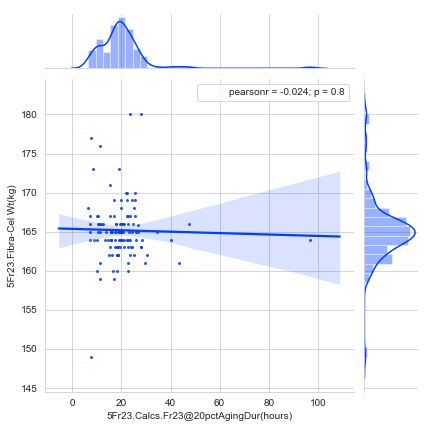 pearsonr = -0.024; p = 0.8
180
175
170
165
160
155
150
145
5Fr23.Fibra-Cel Wt(kg)
0 20 40 60 80 100
5Fr23.Calcs.Fr23@20pctAgingDur(hours)